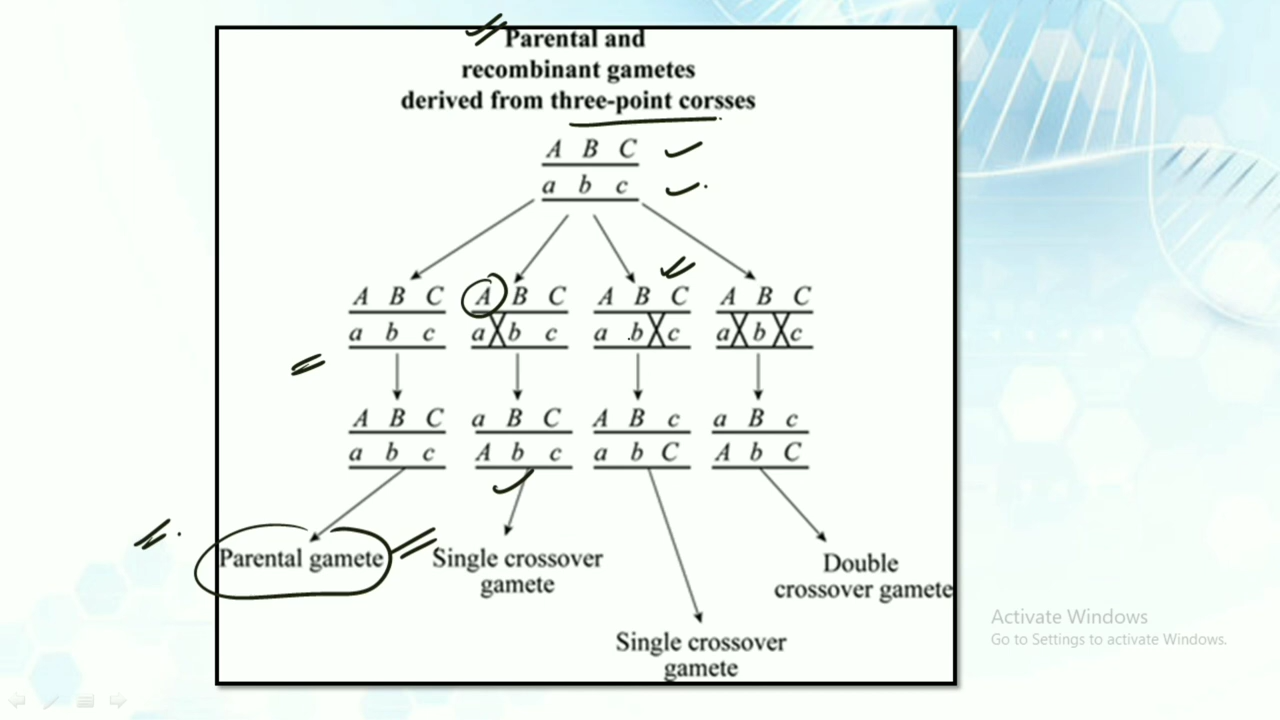 Parental and
recombinant gametes
derived from three-point corsses
A B C
a b c
A B C A B C A B C A B C
a b c a b c a b c a b c
A B C a B C A B c a B c
a b c A b c a b C A b C
Parental gamete
Single crossover
gamete
Double
crossover gamete
Single crossover
gamete
Activate Windows
Go to Settings to activate Windows.